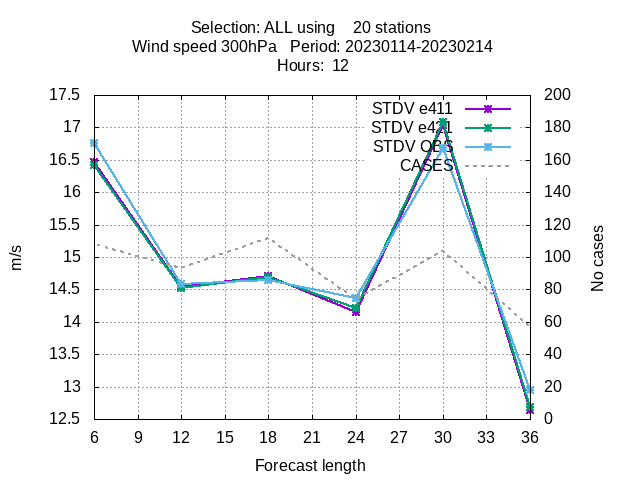 Selection: ALL using    20 stations
Wind speed 300hPa   Period: 20230114-20230214
Hours:  12
17.5
17
16.5
16
15.5
15
14.5
14
13.5
13
12.5
200
180
160
140
120
100
80
60
40
20
0
STDV e411
STDV e421
STDV OBS
CASES
m/s
No cases
6 9 12 15 18 21 24 27 30 33 36
Forecast length